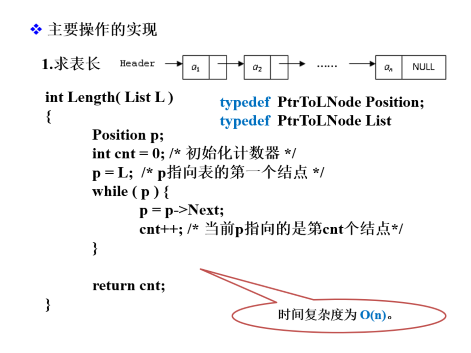 ❖ 主要操作的实现
1.求表长 Header a1 a2 …… an NULL
int Length( List L )
typedef PtrToLNode Position;
{
typedef PtrToLNode List
Position p;
int cnt = 0; /* 初始化计数器 */
p = L; /* p指向表的第一个结点 */
while ( p ) {
p = p->Next;
cnt++; /* 当前p指向的是第cnt个结点*/
}
return cnt;
}
时间复杂度为 O(n)。